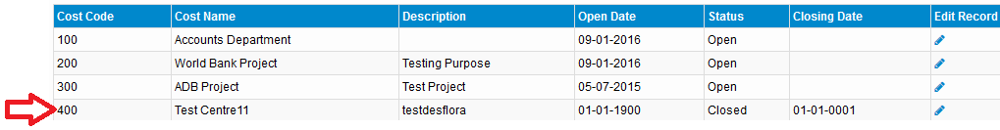 Cost Code Cost Name Description Open Date Status Closing Date Edit Record
100 Accounts Department 09-01-2016 Open
200 World Bank Project Testing Purpose 09-01-2016 Open
300 ADB Project Test Project 05-07-2015 Open
400 Test Centre11 testdesflora 01-01-1900 Closed 01-01-0001